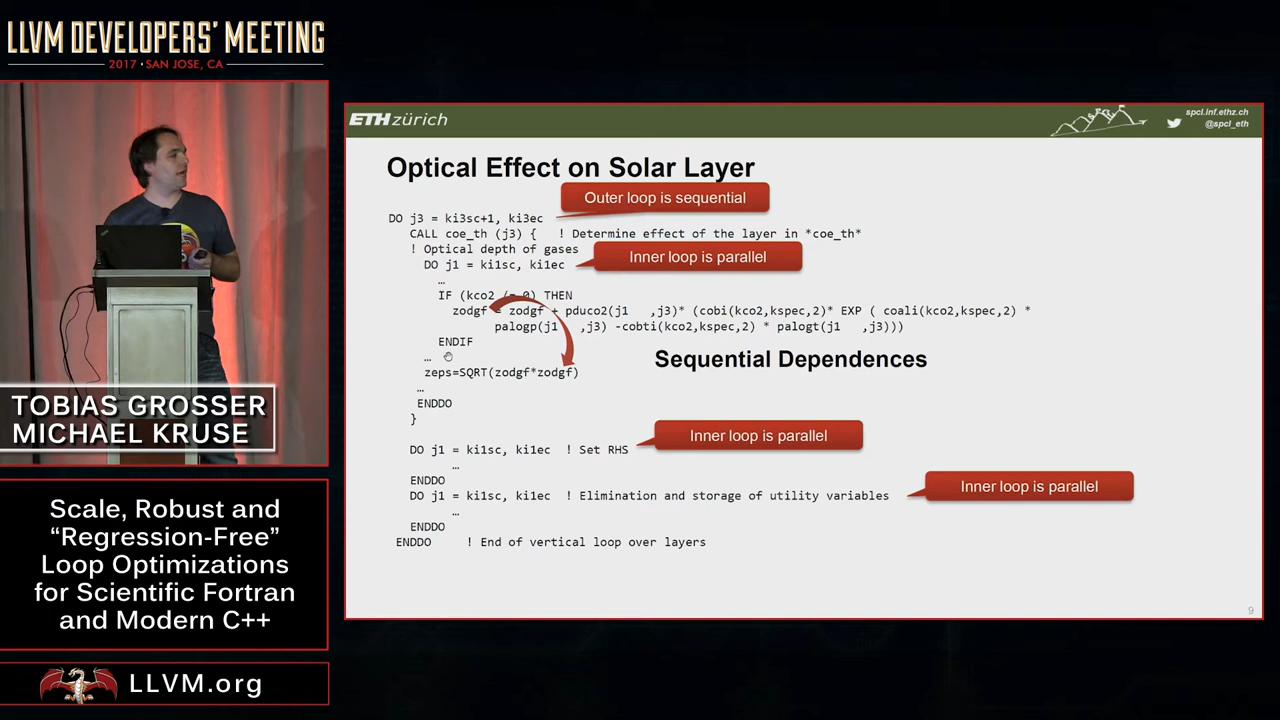 LLVM DEVELOPERS' MEETING
2017 · SAN JOSE, CA
TOBIAS GROSSER
MICHAEL KRUSE
Scale, Robust and
“Regression-Free”
Loop Optimizations
for Scientific Fortran
and Modern C++
LLVM.org
ETH zürich
spcl.inf.ethz.ch
@spcl_eth
Optical Effect on Solar Layer
Outer loop is sequential
DO j3 = ki3sc+1, ki3ec
CALL coe_th (j3) { ! Determine effect of the layer in *coe_th*
! Optical depth of gases
DO j1 = ki1sc, ki1ec
Inner loop is parallel
…
IF (kco2 /= 0) THEN
zodgf = zodgf + pduco2(j1 ,j3)* (cobi(kco2,kspec,2)* EXP ( coali(kco2,kspec,2) *
palogp(j1 ,j3) -cobti(kco2,kspec,2) * palogt(j1 ,j3)))
ENDIF
…
Sequential Dependences
zeps=SQRT(zodgf*zodgf)
…
ENDDO
}
Inner loop is parallel
DO j1 = ki1sc, ki1ec ! Set RHS
…
ENDDO
Inner loop is parallel
DO j1 = ki1sc, ki1ec ! Elimination and storage of utility variables
…
ENDDO
ENDDO ! End of vertical loop over layers
9